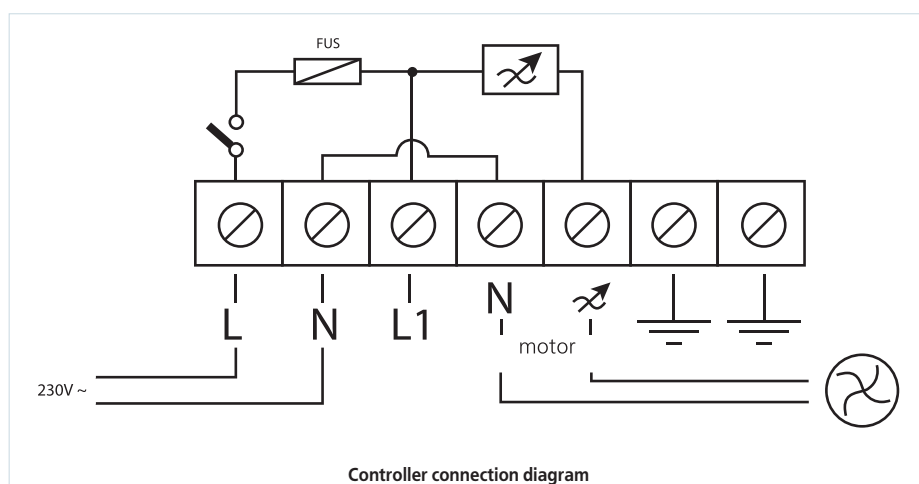 FUS
L
N
L1
N
motor
230V ~
Controller connection diagram